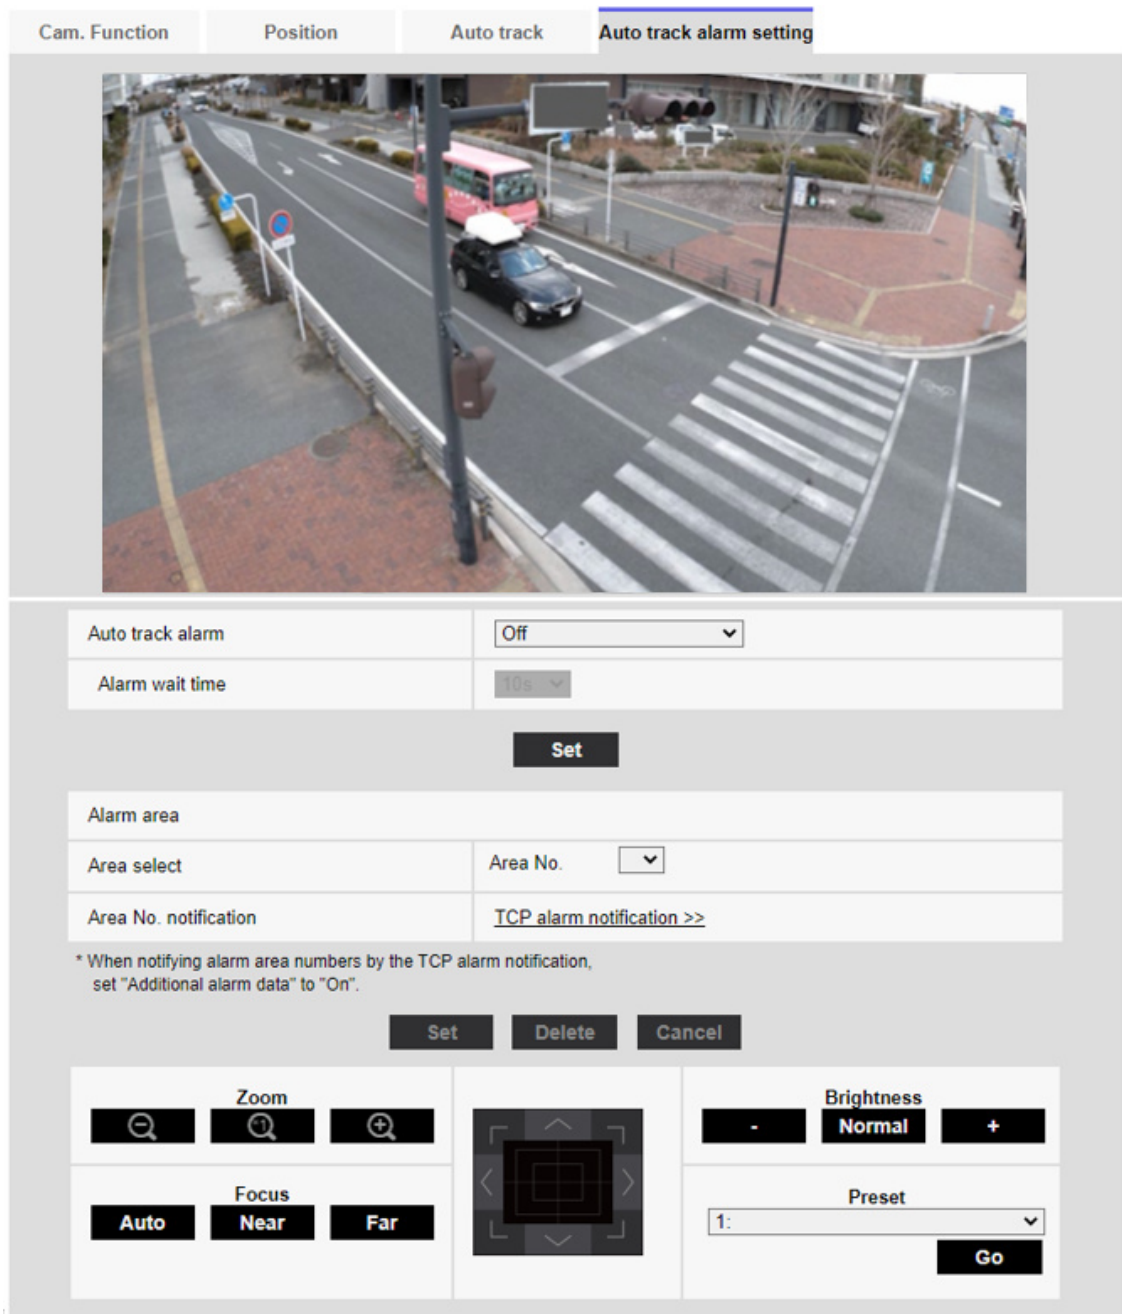 Cam. Function Position Auto track Auto track alarm setting
Auto track alarm Off
Alarm wait time 10s
Set
Alarm area
Area select Area No.
Area No. notification TCP alarm notification >>
* When notifying alarm area numbers by the TCP alarm notification,
set "Additional alarm data" to "On".
Set Delete Cancel
Zoom Brightness
*1 - Normal +
Focus Preset
Auto Near Far 1:
Go